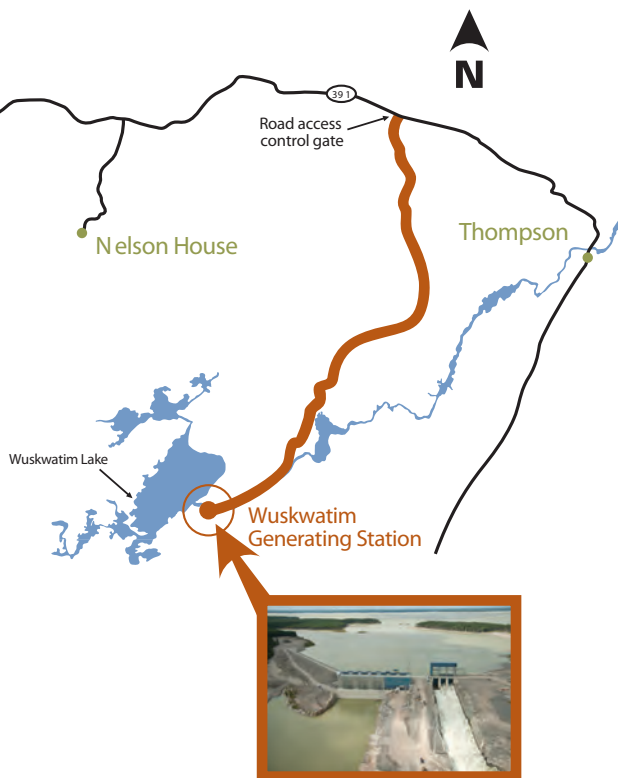 N
391
Road access
control gate
Nelson House
Thompson
Wuskwatim Lake
Wuskwatim
Generating Station